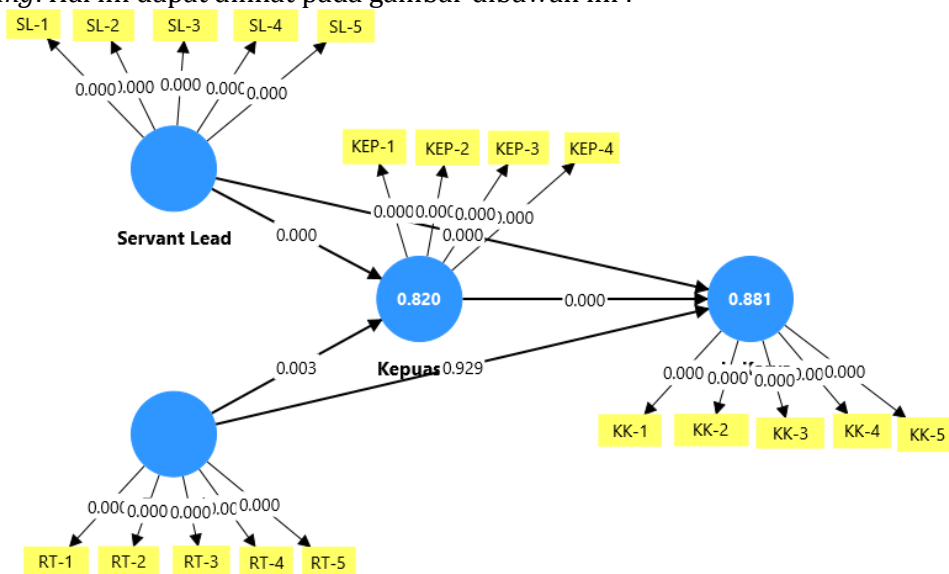 SL-1 SL-2 SL-3 SL-4 SL-5
0.000 0.000 0.000
KEP-1 KEP-2 KEP-3 KEP-4
0.000 0.000
0.000
Servant Lead
0.000
0.820
0.000
0.881
0.003
Kepuas
0.929
0.000 0.000 0.000 0.000
KK-1 KK-2 KK-3 KK-4 KK-5
0.000 0.000 0.000
RT-1 RT-2 RT-3 RT-4 RT-5